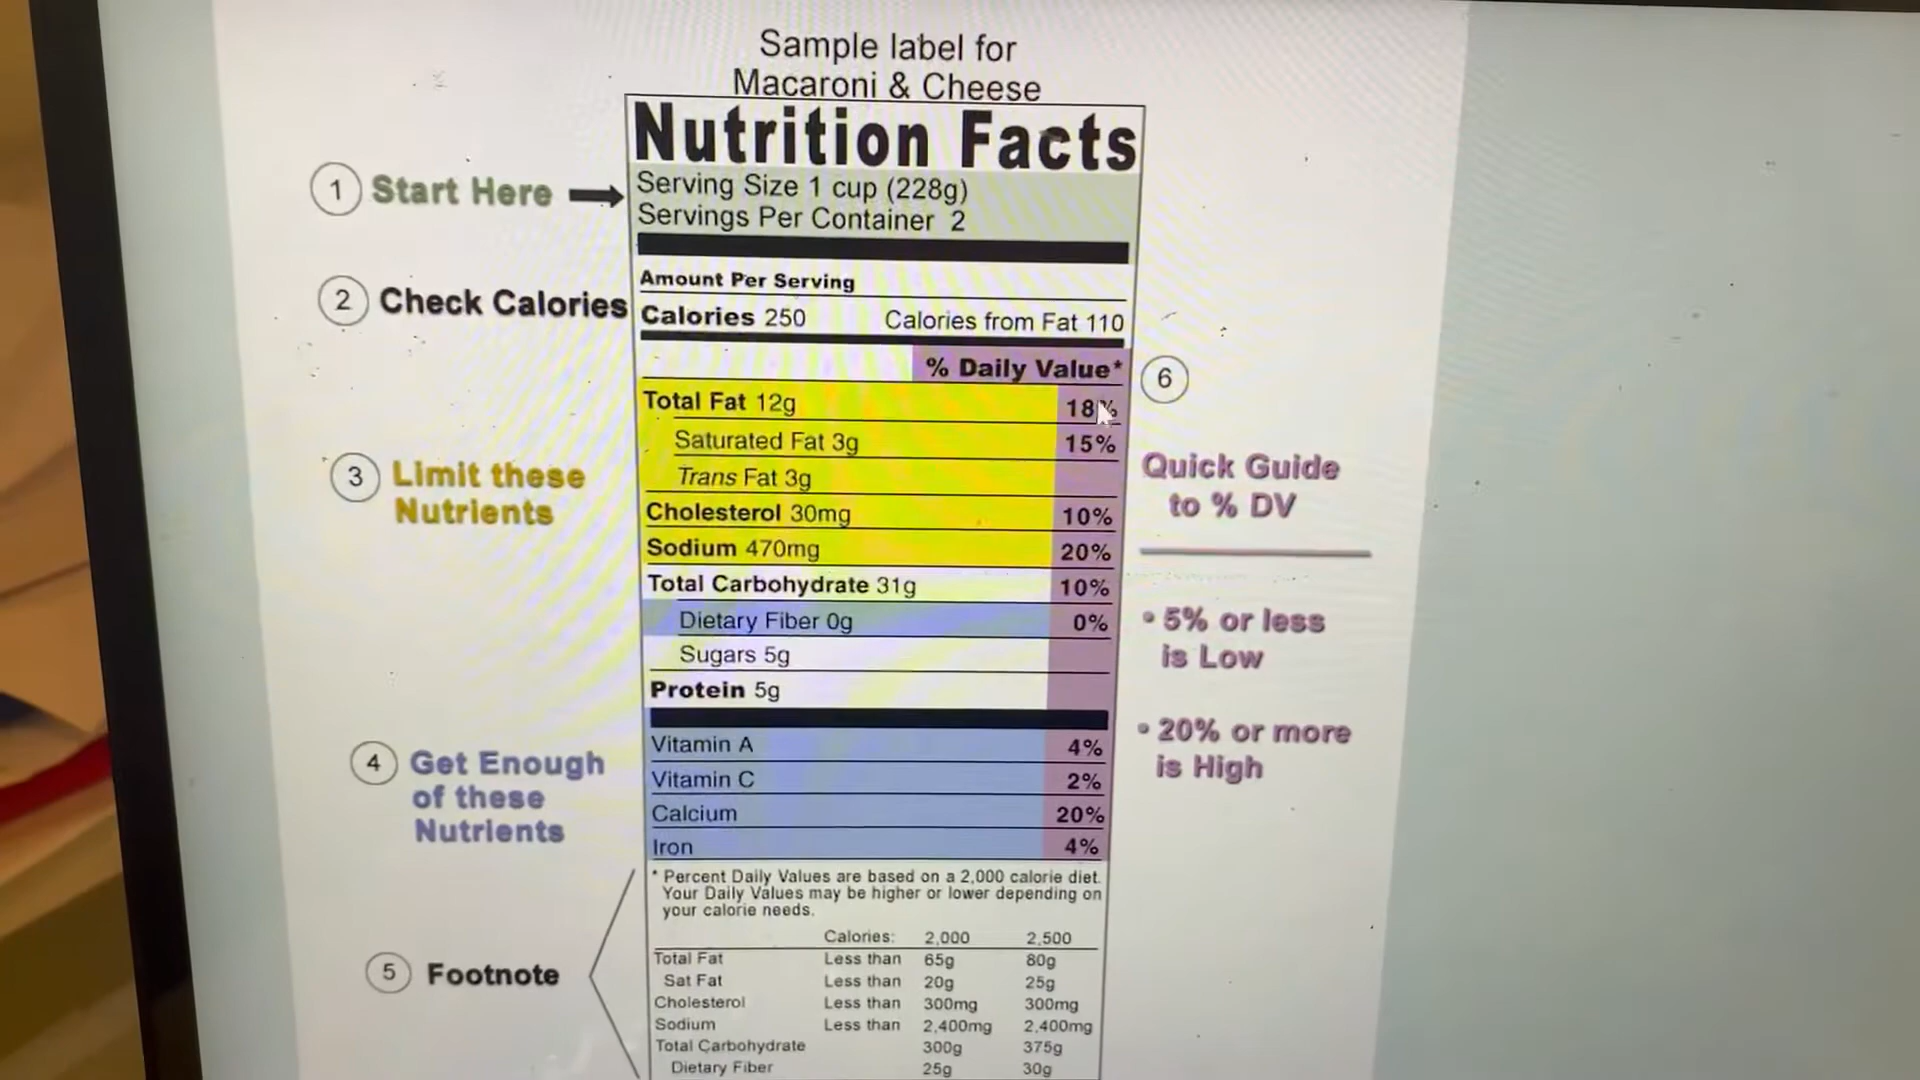 Sample label for
Macaroni & Cheese
Nutrition Facts
1 Start Here
Serving Size 1 cup (228g)
Servings Per Container 2
Amount Per Serving
2 Check Calories
Calories 250 Calories from Fat 110
% Daily Value*
6
Total Fat 12g 18%
Saturated Fat 3g 15%
Trans Fat 3g
3 Limit these
Nutrients
Cholesterol 30mg 10%
Sodium 470mg 20%
Total Carbohydrate 31g 10%
Dietary Fiber 0g 0%
Sugars 5g
Protein 5g
Quick Guide
to % DV
• 5% or less
is Low
• 20% or more
is High
4 Get Enough
of these
Nutrients
Vitamin A 4%
Vitamin C 2%
Calcium 20%
Iron 4%
* Percent Daily Values are based on a 2,000 calorie diet.
Your Daily Values may be higher or lower depending on
your calorie needs.
5 Footnote
Calories: 2,000 2,500
Total Fat Less than 65g 80g
Sat Fat Less than 20g 25g
Cholesterol Less than 300mg 300mg
Sodium Less than 2,400mg 2,400mg
Total Carbohydrate 300g 375g
Dietary Fiber 25g 30g